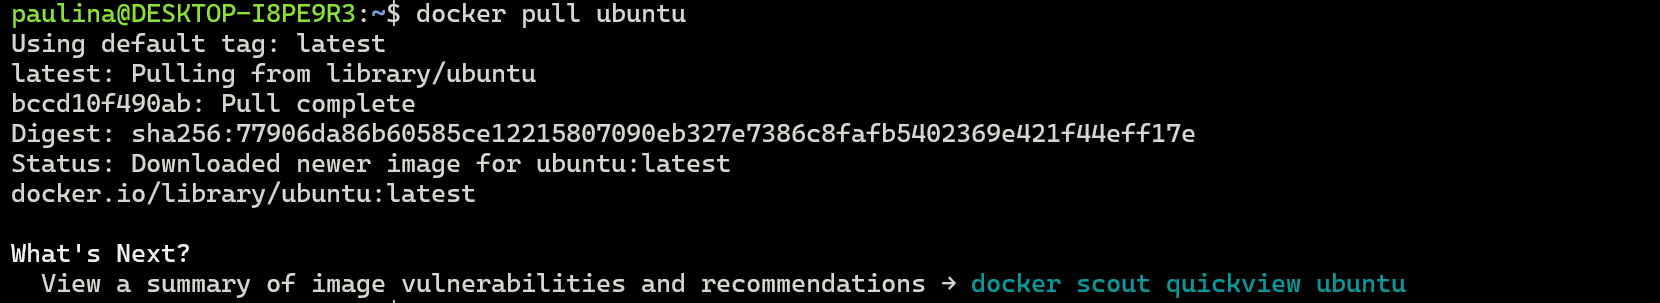 paulina@DESKTOP-I8PE9R3:~$ docker pull ubuntu
Using default tag: latest
latest: Pulling from library/ubuntu
bccd10f490ab: Pull complete
Digest: sha256:77906da86b60585ce12215807090eb327e7386c8fafb5402369e421f44eff17e
Status: Downloaded newer image for ubuntu:latest
docker.io/library/ubuntu:latest
What's Next?
View a summary of image vulnerabilities and recommendations → docker scout quickview ubuntu